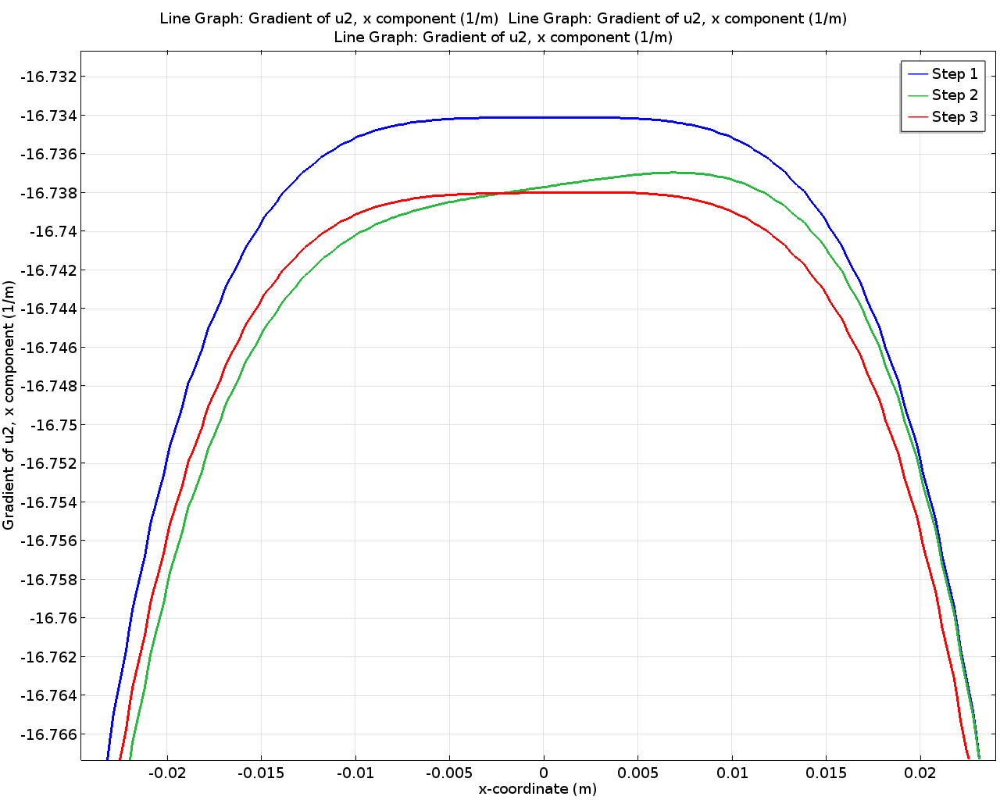 Line Graph: Gradient of u2, x component (1/m)  Line Graph: Gradient of u2, x component (1/m)
Line Graph: Gradient of u2, x component (1/m)
Step 1
Step 2
Step 3
Gradient of u2, x component (1/m)
-16.732
-16.734
-16.736
-16.738
-16.74
-16.742
-16.744
-16.746
-16.748
-16.75
-16.752
-16.754
-16.756
-16.758
-16.76
-16.762
-16.764
-16.766
-0.02 -0.015 -0.01 -0.005 0 0.005 0.01 0.015 0.02
x-coordinate (m)